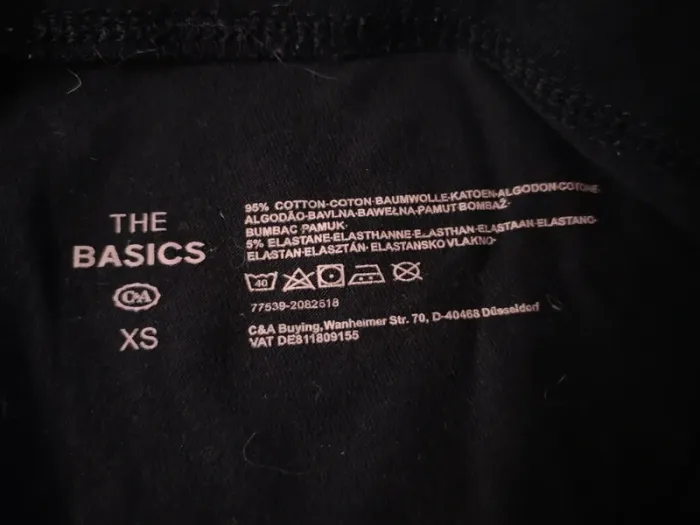 THE
BASICS
C&A
XS
95% COTTON-COTON-BAUMWOLLE-KATOEN-ALGODON-COTONE-
ALGODÃO-BAVLNA-BAWEŁNA-PAMUT-BOMBAŽ-
BUMBAC PAMUK-
5% ELASTANE-ELASTHANNE-ELASTHAN-ELASTAAN-ELASTANO-
ELASTAN-ELASZTÁN-ELASTANSKO VLAKNO-
40
77539-2082618
C&A Buying,Wanheimer Str. 70, D-40468 Düsseldorf
VAT DE811809155